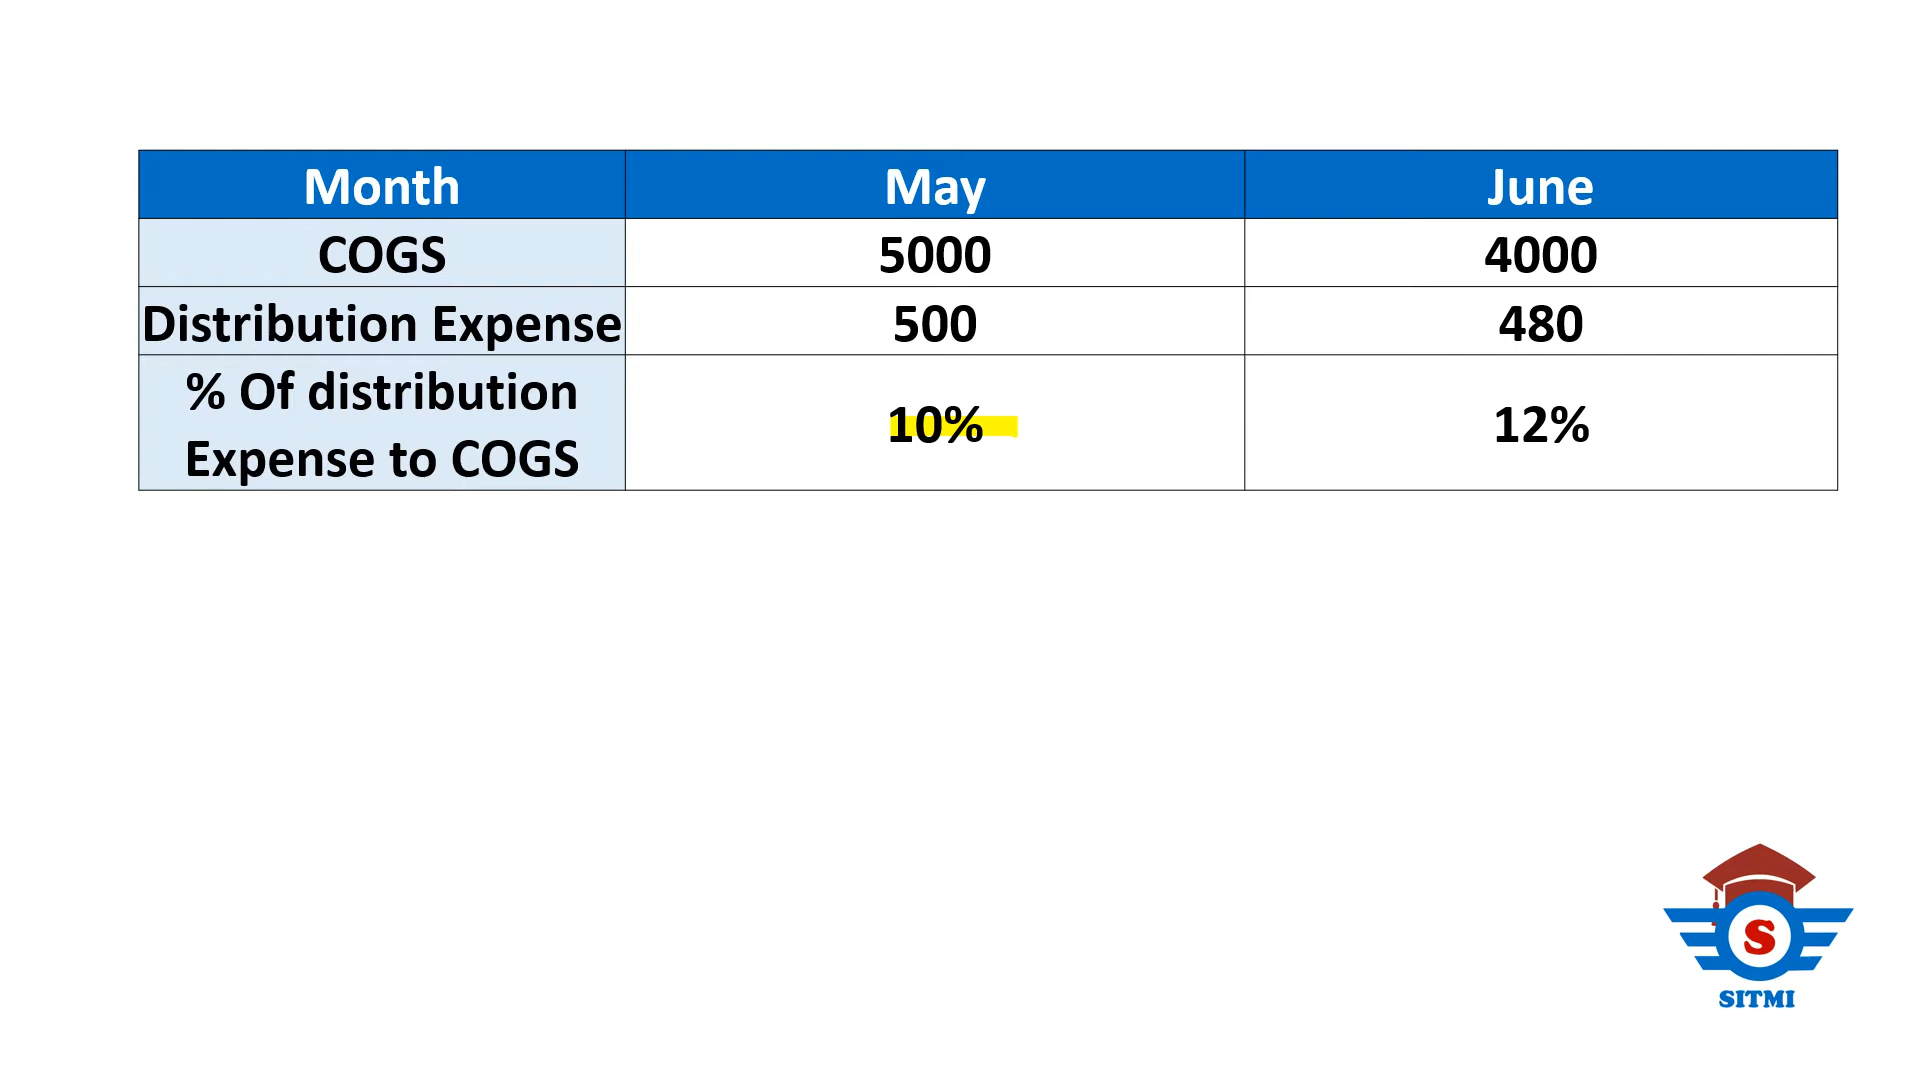 Month May June
COGS 5000 4000
Distribution Expense 500 480
% Of distribution
Expense to COGS 10% 12%
S
SITMI